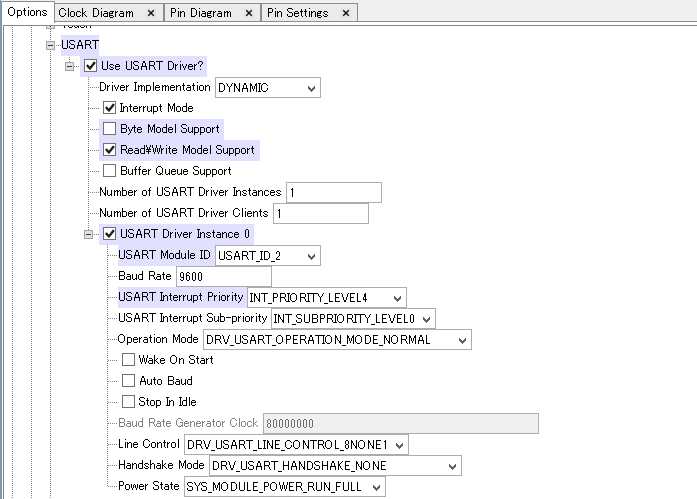 Options Clock Diagram × Pin Diagram × Pin Settings ×
USART
Use USART Driver?
Driver Implementation DYNAMIC
Interrupt Mode
Byte Model Support
Read¥Write Model Support
Buffer Queue Support
Number of USART Driver Instances 1
Number of USART Driver Clients 1
USART Driver Instance 0
USART Module ID USART_ID_2
Baud Rate 9600
USART Interrupt Priority INT_PRIORITY_LEVEL4
USART Interrupt Sub-priority INT_SUBPRIORITY_LEVEL0
Operation Mode DRV_USART_OPERATION_MODE_NORMAL
Wake On Start
Auto Baud
Stop In Idle
Baud Rate Generator Clock 80000000
Line Control DRV_USART_LINE_CONTROL_8NONE1
Handshake Mode DRV_USART_HANDSHAKE_NONE
Power State SYS_MODULE_POWER_RUN_FULL